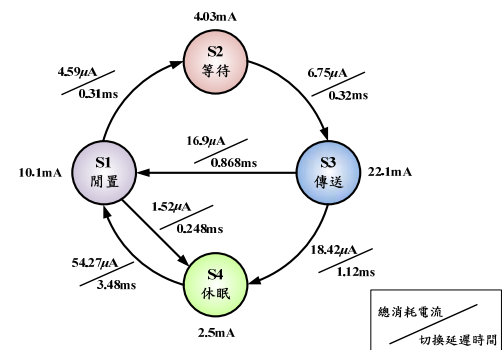 4.03mA
S2
等待
4.59μA
0.31ms
6.75μA
0.32ms
16.9μA
0.868ms
10.1mA
S1
閒置
S3
傳送
22.1mA
1.52μA
0.248ms
54.27μA
3.48ms
18.42μA
1.12ms
S4
休眠
2.5mA
總消耗電流
切換延遲時間